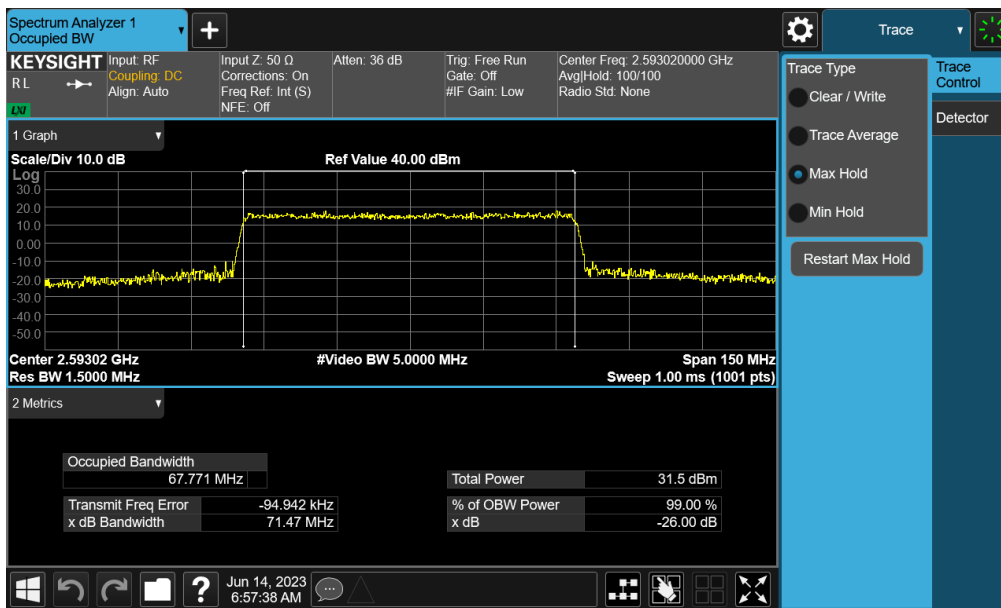 Spectrum Analyzer 1
Occupied BW
Trace
KEYSIGHT
R L
LXI
Input: RF
Coupling: DC
Align: Auto
Input Z: 50 Ω
Corrections: On
Freq Ref: Int (S)
NFE: Off
Atten: 36 dB
Trig: Free Run
Gate: Off
#IF Gain: Low
Center Freq: 2.593020000 GHz
Avg|Hold: 100/100
Radio Std: None
Trace Type
Clear / Write
Trace Average
Max Hold
Min Hold
Restart Max Hold
Trace
Control
Detector
1 Graph
Scale/Div 10.0 dB
Ref Value 40.00 dBm
Log
30.0
20.0
10.0
0.00
-10.0
-20.0
-30.0
-40.0
-50.0
Center 2.59302 GHz
#Video BW 5.0000 MHz
Span 150 MHz
Res BW 1.5000 MHz
Sweep 1.00 ms (1001 pts)
2 Metrics
Occupied Bandwidth
67.771 MHz
Total Power 31.5 dBm
Transmit Freq Error -94.942 kHz
% of OBW Power 99.00 %
x dB Bandwidth 71.47 MHz
x dB -26.00 dB
Jun 14, 2023
6:57:38 AM